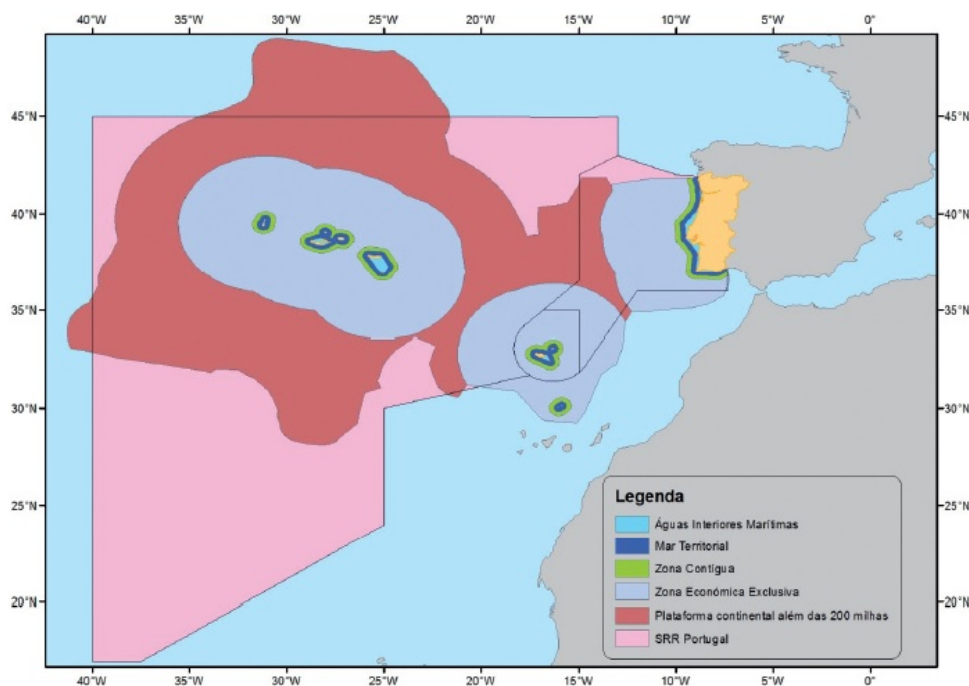 40°W 35°W 30°W 25°W 20°W 15°W 10°W 5°W 0°
45°N 45°N
40°N 40°N
35°N 35°N
30°N 30°N
25°N
20°N 20°N
Legenda
Águas Interiores Marítimas
Mar Territorial
Zona Contígua
Zona Económica Exclusiva
Plataforma continental além das 200 milhas
SRR Portugal
25°N
40°W 35°W 30°W 25°W 20°W 15°W 10°W 5°W 0°